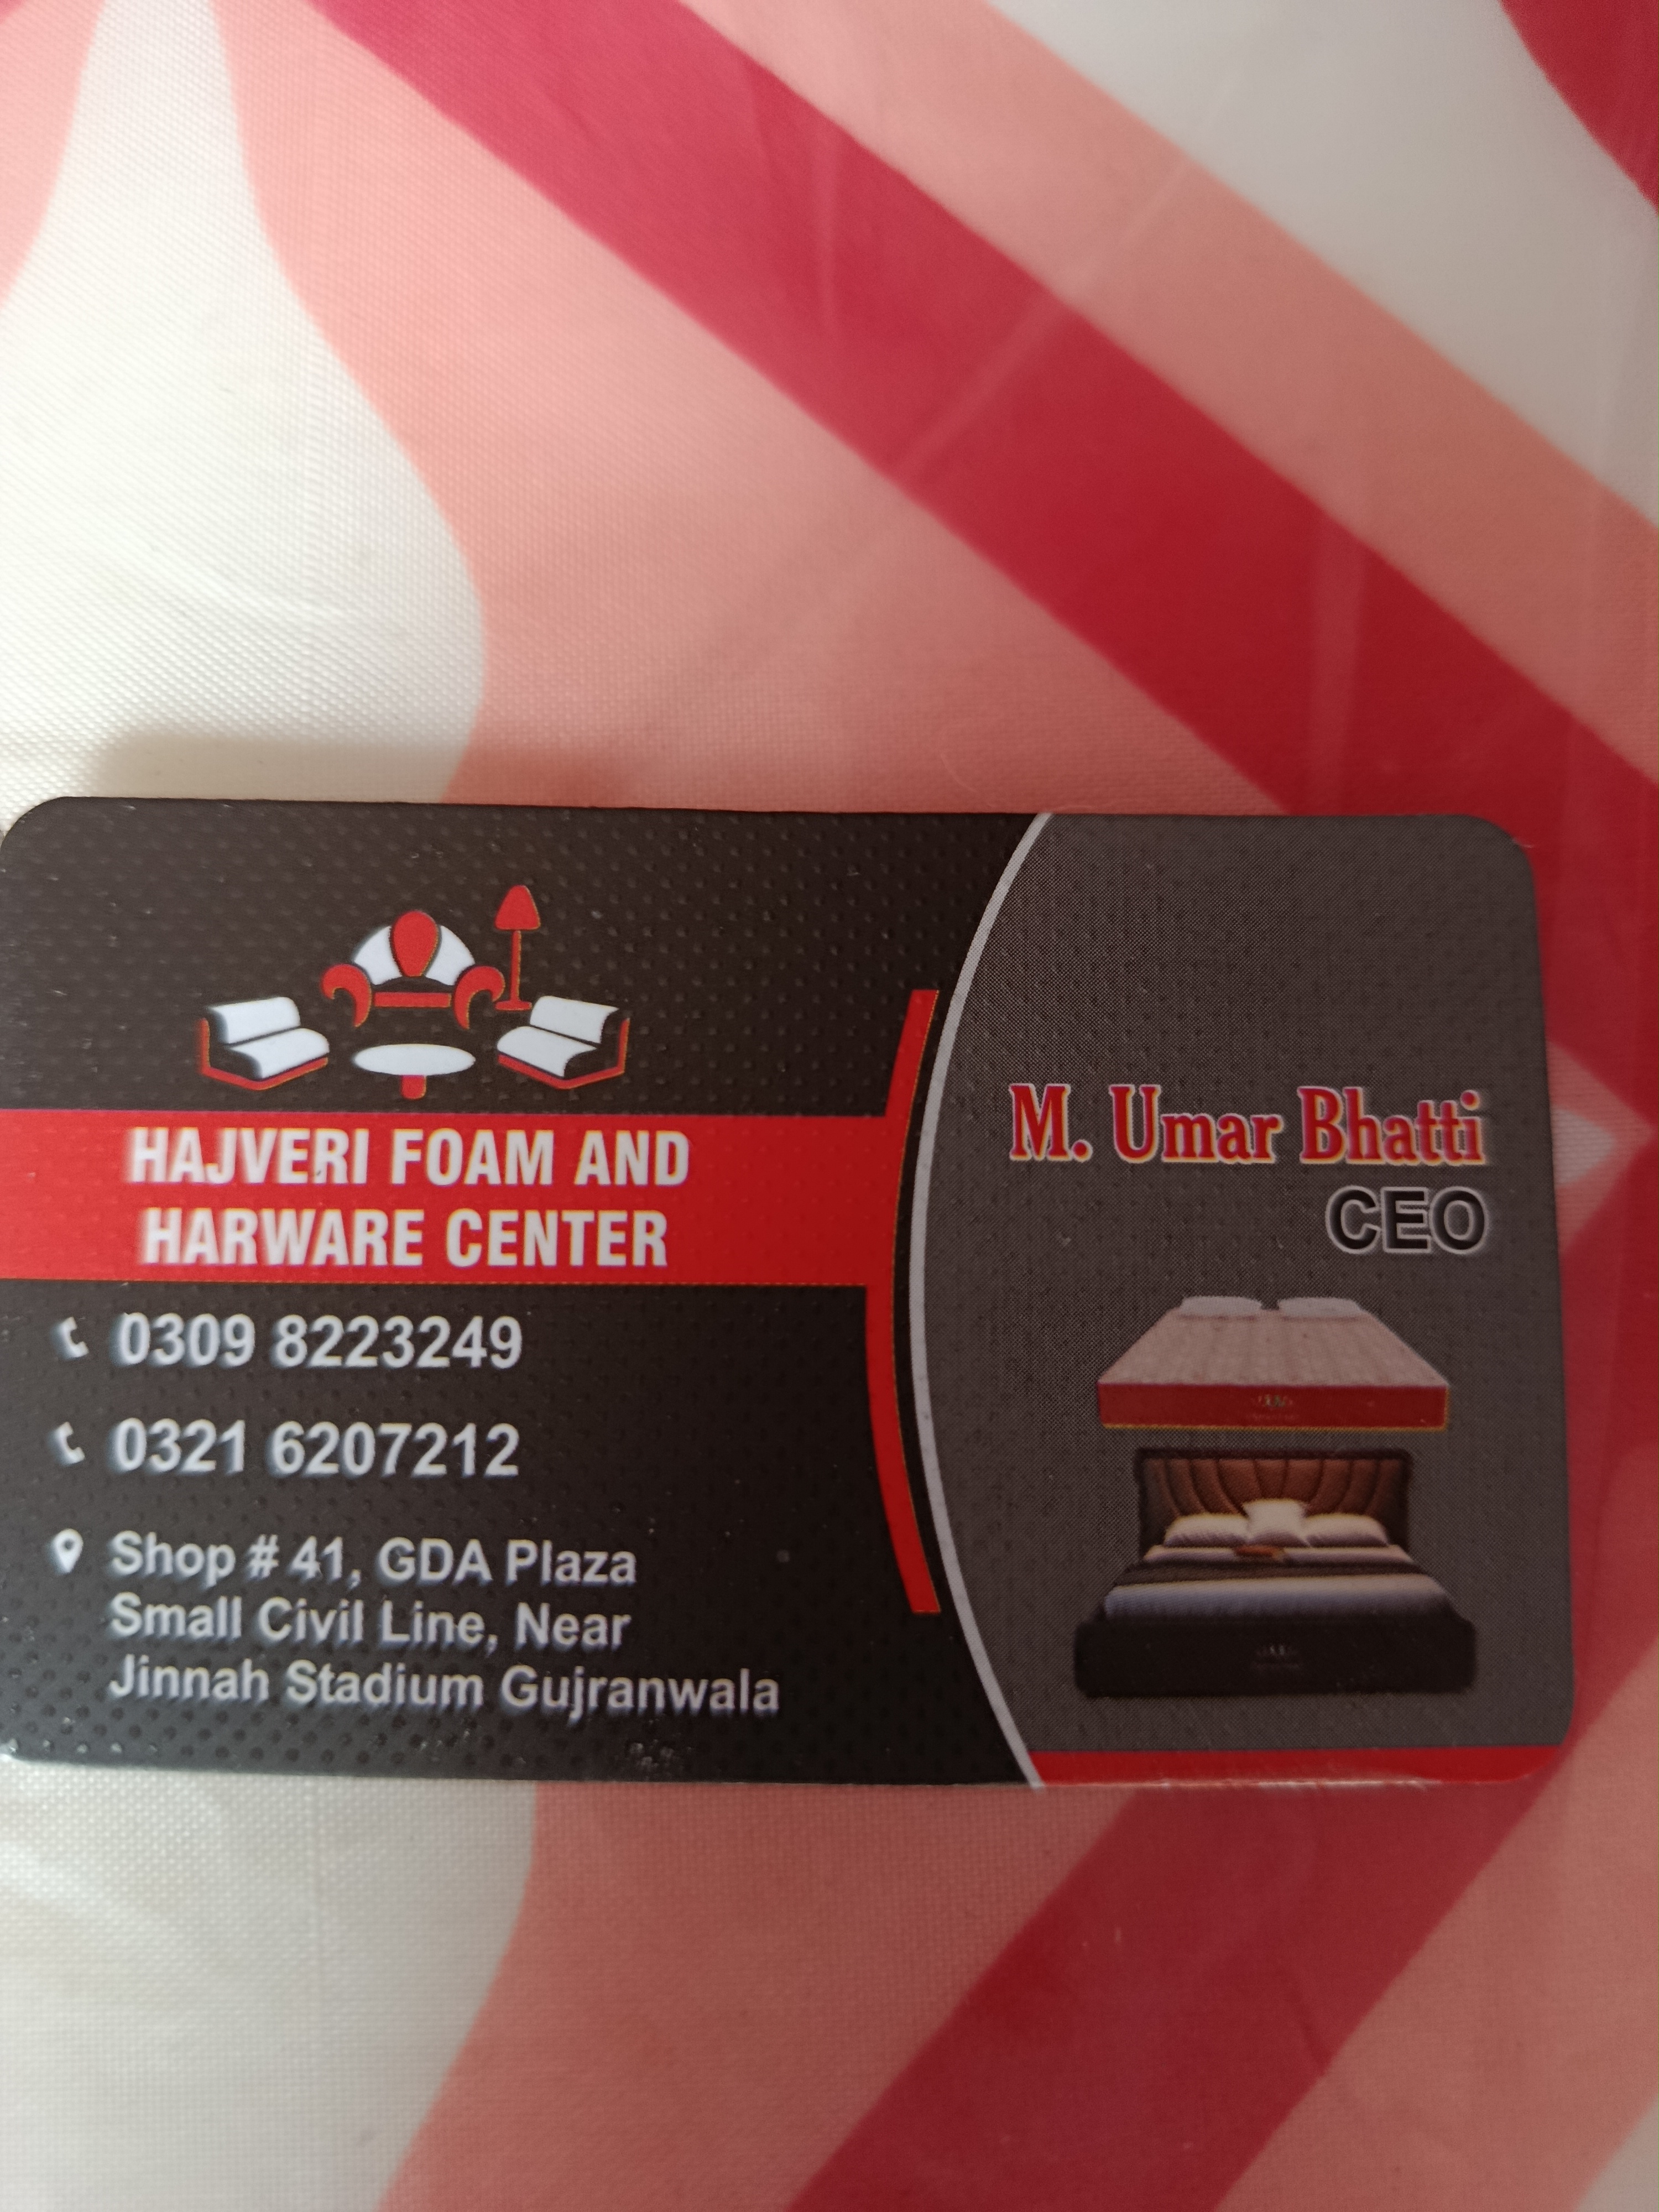 HAJVERI FOAM AND
HARWARE CENTER
0309 8223249
0321 6207212
Shop # 41, GDA Plaza
Small Civil Line, Near
Jinnah Stadium Gujranwala
M. Umar Bhatti
CEO